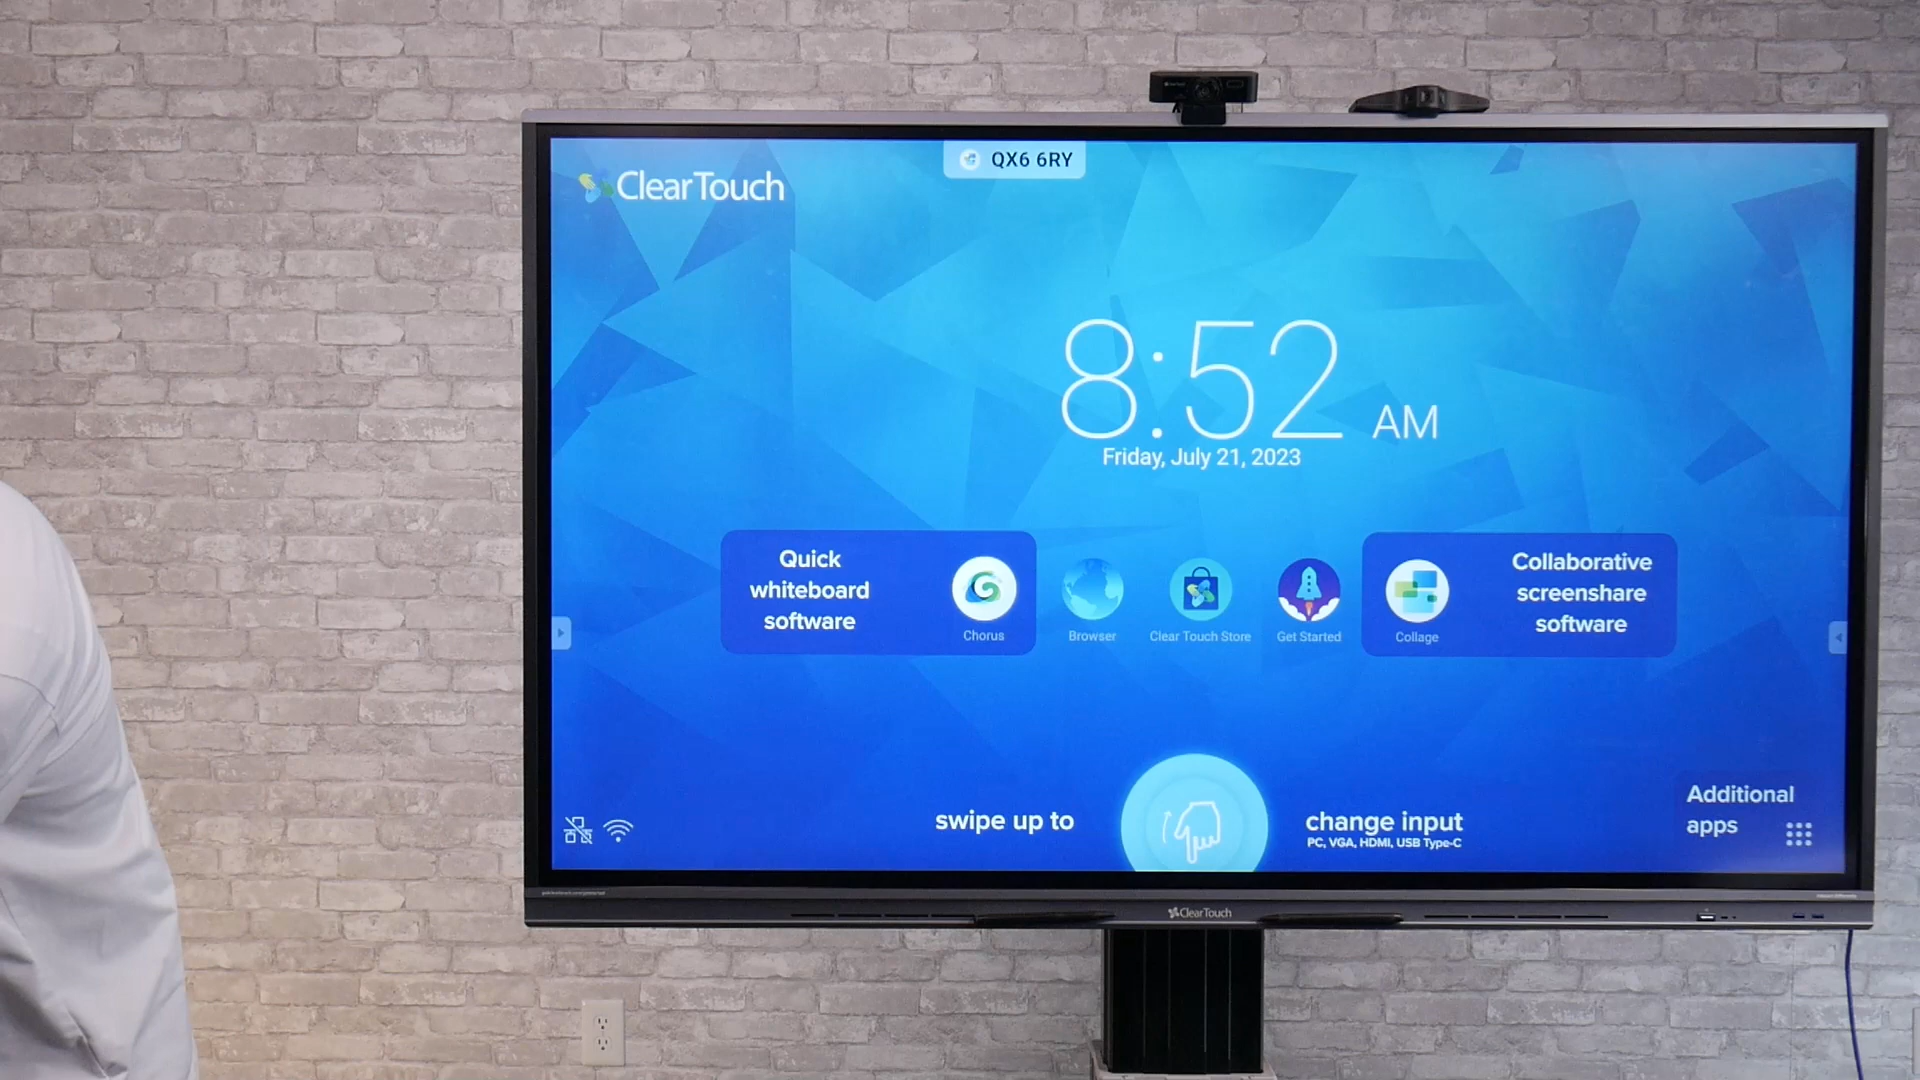 QX6 6RY
ClearTouch
8:52 AM
Friday, July 21, 2023
Quick
whiteboard
software
Chorus
Browser
Clear Touch Store
Get Started
Collage
Collaborative
screenshare
software
swipe up to
change input
PC, VGA, HDMI, USB Type-C
Additional
apps
ClearTouch